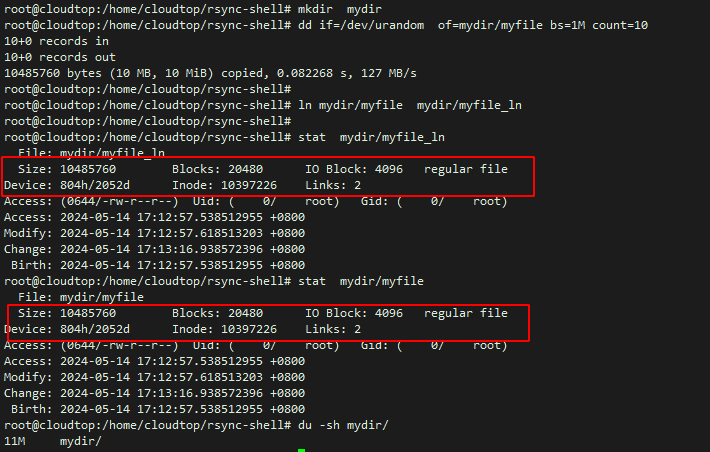 root@cloudtop:/home/cloudtop/rsync-shell# mkdir  mydir
root@cloudtop:/home/cloudtop/rsync-shell# dd if=/dev/urandom  of=mydir/myfile bs=1M count=10
10+0 records in
10+0 records out
10485760 bytes (10 MB, 10 MiB) copied, 0.082268 s, 127 MB/s
root@cloudtop:/home/cloudtop/rsync-shell#
root@cloudtop:/home/cloudtop/rsync-shell# ln mydir/myfile  mydir/myfile_ln
root@cloudtop:/home/cloudtop/rsync-shell#
root@cloudtop:/home/cloudtop/rsync-shell# stat  mydir/myfile_ln
  File: mydir/myfile_ln
  Size: 10485760       Blocks: 20480      IO Block: 4096   regular file
Device: 804h/2052d     Inode: 10397226    Links: 2
Access: (0644/-rw-r--r--)  Uid: (    0/    root)   Gid: (    0/    root)
Access: 2024-05-14 17:12:57.538512955 +0800
Modify: 2024-05-14 17:12:57.618513203 +0800
Change: 2024-05-14 17:13:16.938572396 +0800
 Birth: 2024-05-14 17:12:57.538512955 +0800
root@cloudtop:/home/cloudtop/rsync-shell# stat  mydir/myfile
  File: mydir/myfile
  Size: 10485760       Blocks: 20480      IO Block: 4096   regular file
Device: 804h/2052d     Inode: 10397226    Links: 2
Access: (0644/-rw-r--r--)  Uid: (    0/    root)   Gid: (    0/    root)
Access: 2024-05-14 17:12:57.538512955 +0800
Modify: 2024-05-14 17:12:57.618513203 +0800
Change: 2024-05-14 17:13:16.938572396 +0800
 Birth: 2024-05-14 17:12:57.538512955 +0800
root@cloudtop:/home/cloudtop/rsync-shell# du -sh mydir/
11M     mydir/